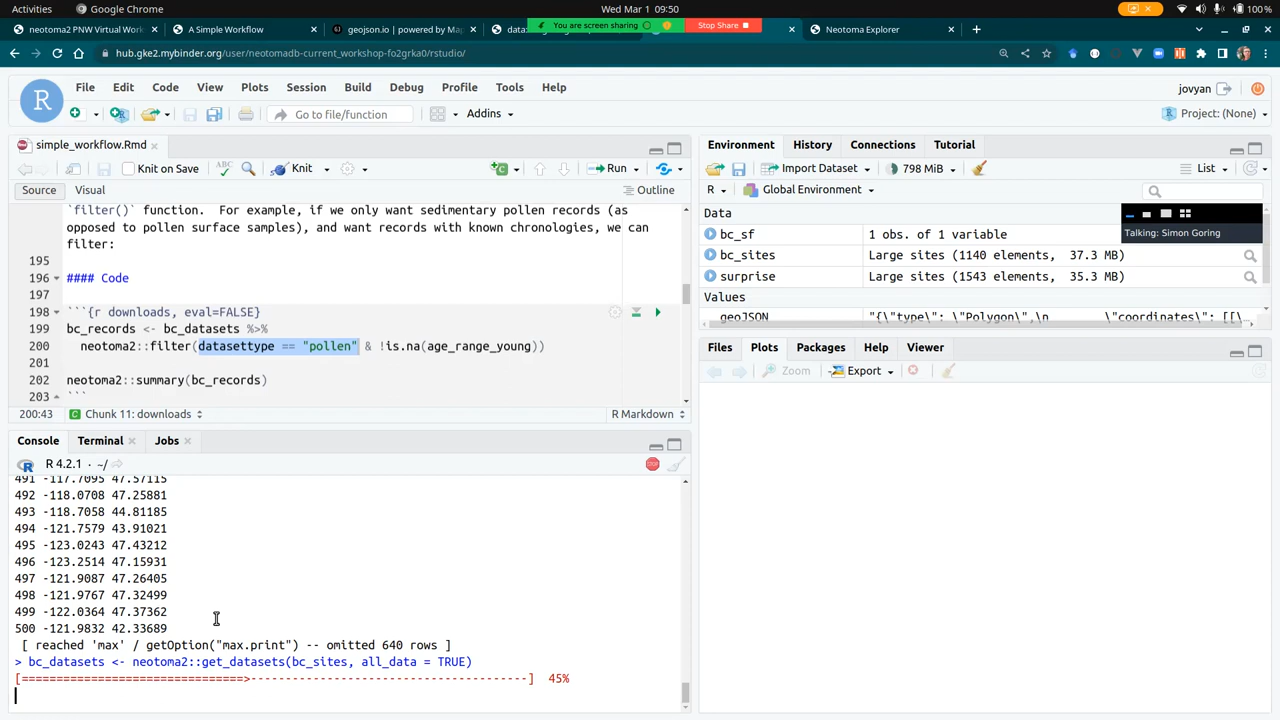 Activities
Google Chrome
Wed Mar 1 09:50
100 %
You are screen sharing
Stop Share
neotoma2 PNW Virtual Work
A Simple Workflow
geojson.io | powered by Ma
Neotoma Explorer
hub.gke2.mybinder.org/user/neotomadb-current_workshop-fo2grka0/rstudio/
File Edit Code View Plots Session Build Debug Profile Tools Help
jovyan
Go to file/function
Addins
Project: (None)
simple_workflow.Rmd
Knit on Save
ABC
Knit
Run
Source
Visual
Outline
`filter()` function. For example, if we only want sedimentary pollen records (as
opposed to pollen surface samples), and want records with known chronologies, we can
filter:
195
196 #### Code
197
198 ```{r downloads, eval=FALSE}
199 bc_records <- bc_datasets %>%
200 neotoma2::filter(datasettype == "pollen" & !is.na(age_range_young))
201
202 neotoma2::summary(bc_records)
203 ```
200:43
Chunk 11: downloads
R Markdown
Console
Terminal
Jobs
R 4.2.1 · ~/
491 -117.7095 47.57115
492 -118.0708 47.25881
493 -118.7058 44.81185
494 -121.7579 43.91021
495 -123.0243 47.43212
496 -123.2514 47.15931
497 -121.9087 47.26405
498 -121.9767 47.32499
499 -122.0364 47.37362
500 -121.9832 42.33689
[ reached 'max' / getOption("max.print") -- omitted 640 rows ]
> bc_datasets <- neotoma2::get_datasets(bc_sites, all_data = TRUE)
[=============================>------------------------------------] 45%
Environment
History
Connections
Tutorial
Import Dataset
798 MiB
List
R
Global Environment
Data
Talking: Simon Goring
bc_sf 1 obs. of 1 variable
bc_sites Large sites (1140 elements, 37.3 MB)
surprise Large sites (1543 elements, 35.3 MB)
Values
geoJSON "{\"type\": \"Polygon\",\n \"coordinates\": [[\…
Files
Plots
Packages
Help
Viewer
Zoom
Export